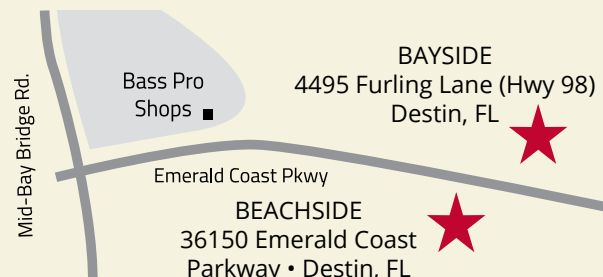 Mid-Bay Bridge Rd.
Bass Pro
Shops
BAYSIDE
4495 Furling Lane (Hwy 98)
Destin, FL
Emerald Coast Pkwy
BEACHSIDE
36150 Emerald Coast
Parkway • Destin, FL